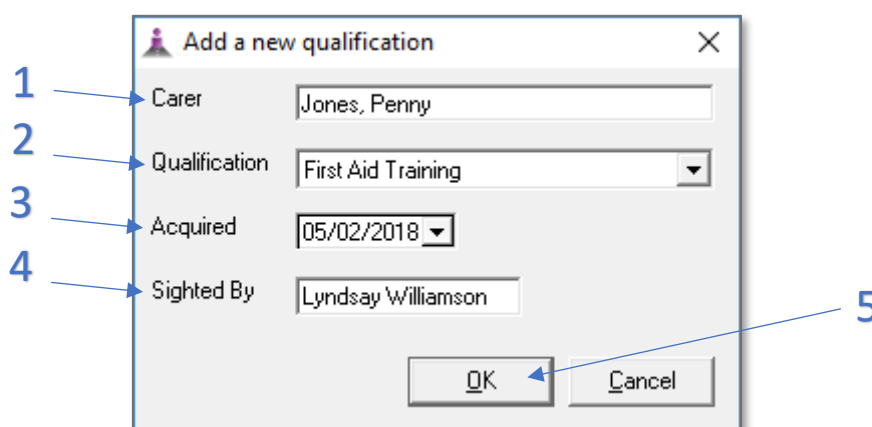 Add a new qualification
1 Carer Jones, Penny
2 Qualification First Aid Training
3 Acquired 05/02/2018
4 Sighted By Lyndsay Williamson
5
OK Cancel